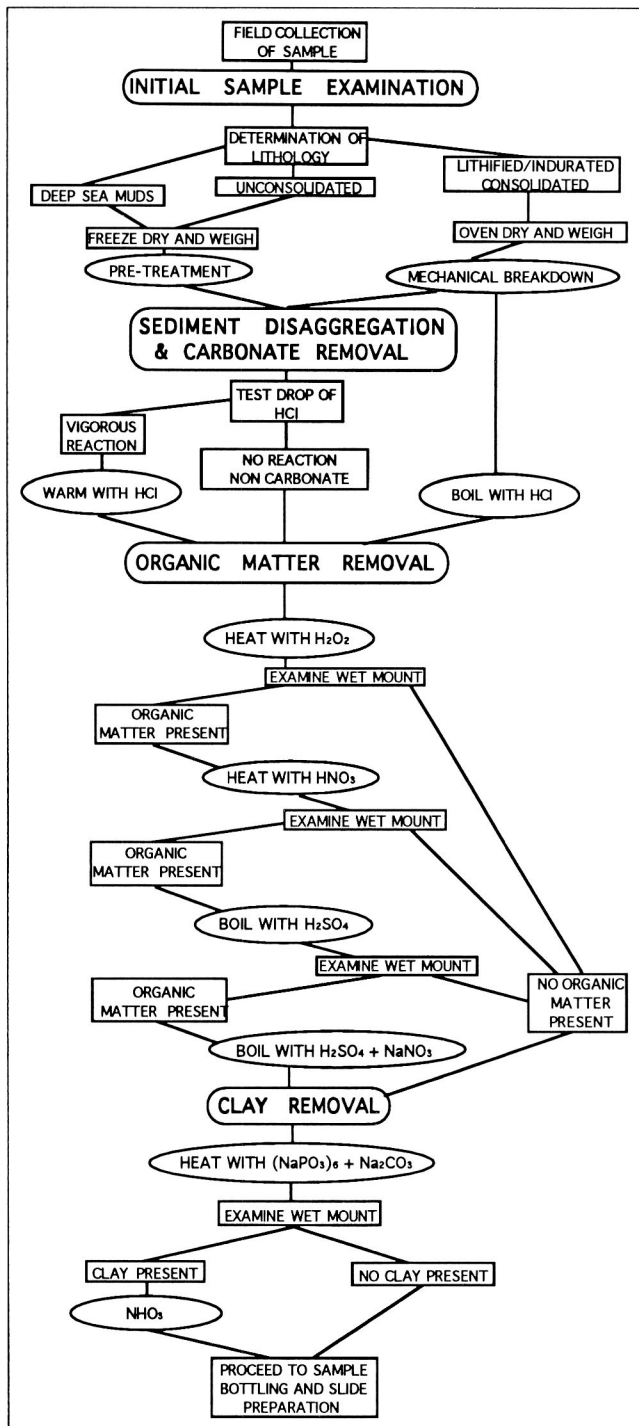 FIELD COLLECTION
OF SAMPLE
INITIAL SAMPLE EXAMINATION
DETERMINATION OF
LITHOLOGY
DEEP SEA MUDS
UNCONSOLIDATED
LITHIFIED/INDURATED
CONSOLIDATED
FREEZE DRY AND WEIGH
OVEN DRY AND WEIGH
PRE-TREATMENT
MECHANICAL BREAKDOWN
SEDIMENT DISAGGREGATION
& CARBONATE REMOVAL
TEST DROP OF
HCl
VIGOROUS
REACTION
NO REACTION
NON CARBONATE
WARM WITH HCl
BOIL WITH HCl
ORGANIC MATTER REMOVAL
HEAT WITH H₂O₂
EXAMINE WET MOUNT
ORGANIC
MATTER PRESENT
HEAT WITH HNO₃
EXAMINE WET MOUNT
ORGANIC
MATTER PRESENT
BOIL WITH H₂SO₄
EXAMINE WET MOUNT
ORGANIC
MATTER PRESENT
NO ORGANIC
MATTER
PRESENT
BOIL WITH H₂SO₄ + NaNO₃
CLAY REMOVAL
HEAT WITH (NaPO₃)₆ + Na₂CO₃
EXAMINE WET MOUNT
CLAY PRESENT
NO CLAY PRESENT
NHO₃
PROCEED TO SAMPLE
BOTTLING AND SLIDE
PREPARATION